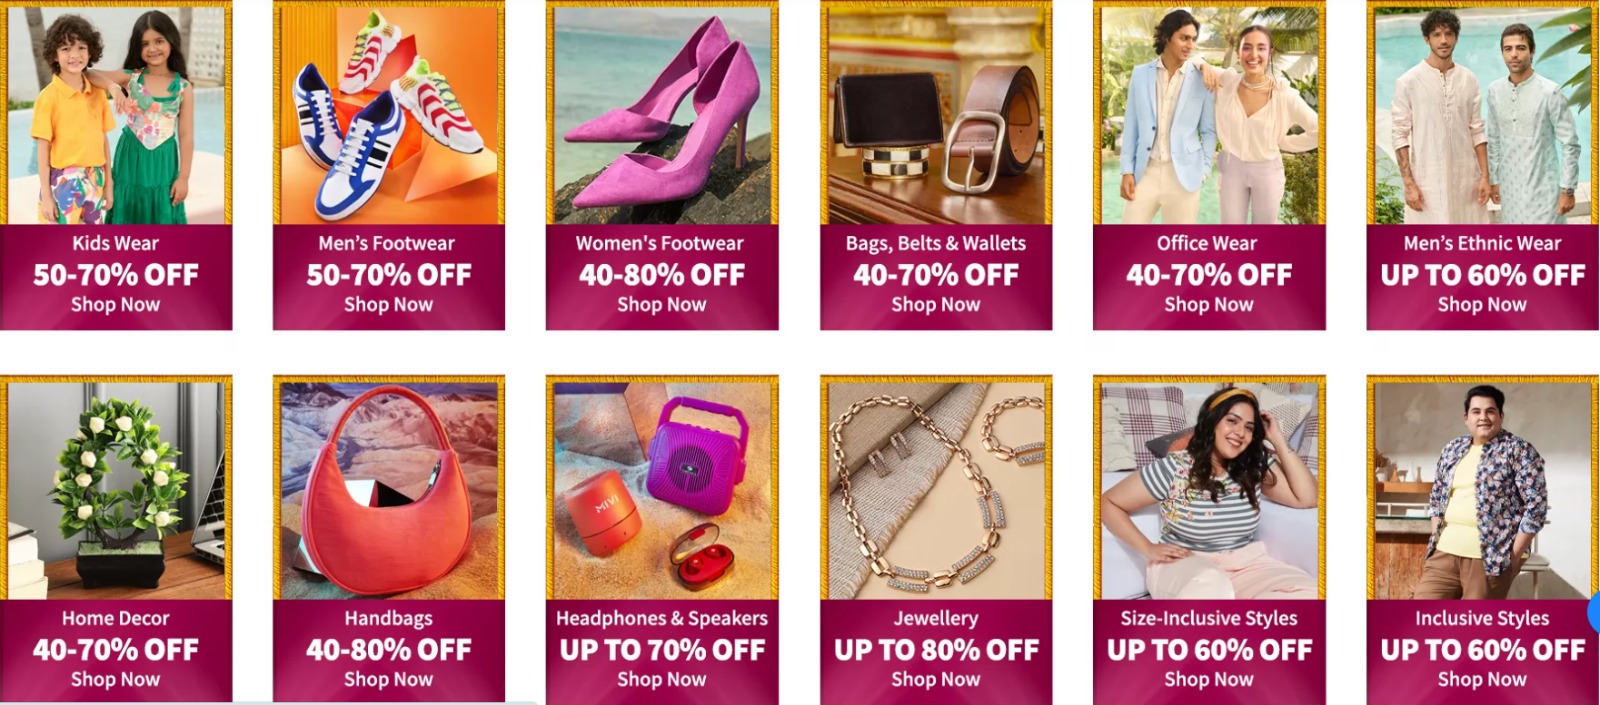 Kids Wear
50-70% OFF
Shop Now
Men’s Footwear
50-70% OFF
Shop Now
Women's Footwear
40-80% OFF
Shop Now
Bags, Belts & Wallets
40-70% OFF
Shop Now
Office Wear
40-70% OFF
Shop Now
Men’s Ethnic Wear
UP TO 60% OFF
Shop Now
Home Decor
40-70% OFF
Shop Now
Handbags
40-80% OFF
Shop Now
MIVI
Headphones & Speakers
UP TO 70% OFF
Shop Now
Jewellery
UP TO 80% OFF
Shop Now
Size-Inclusive Styles
UP TO 60% OFF
Shop Now
Inclusive Styles
UP TO 60% OFF
Shop Now